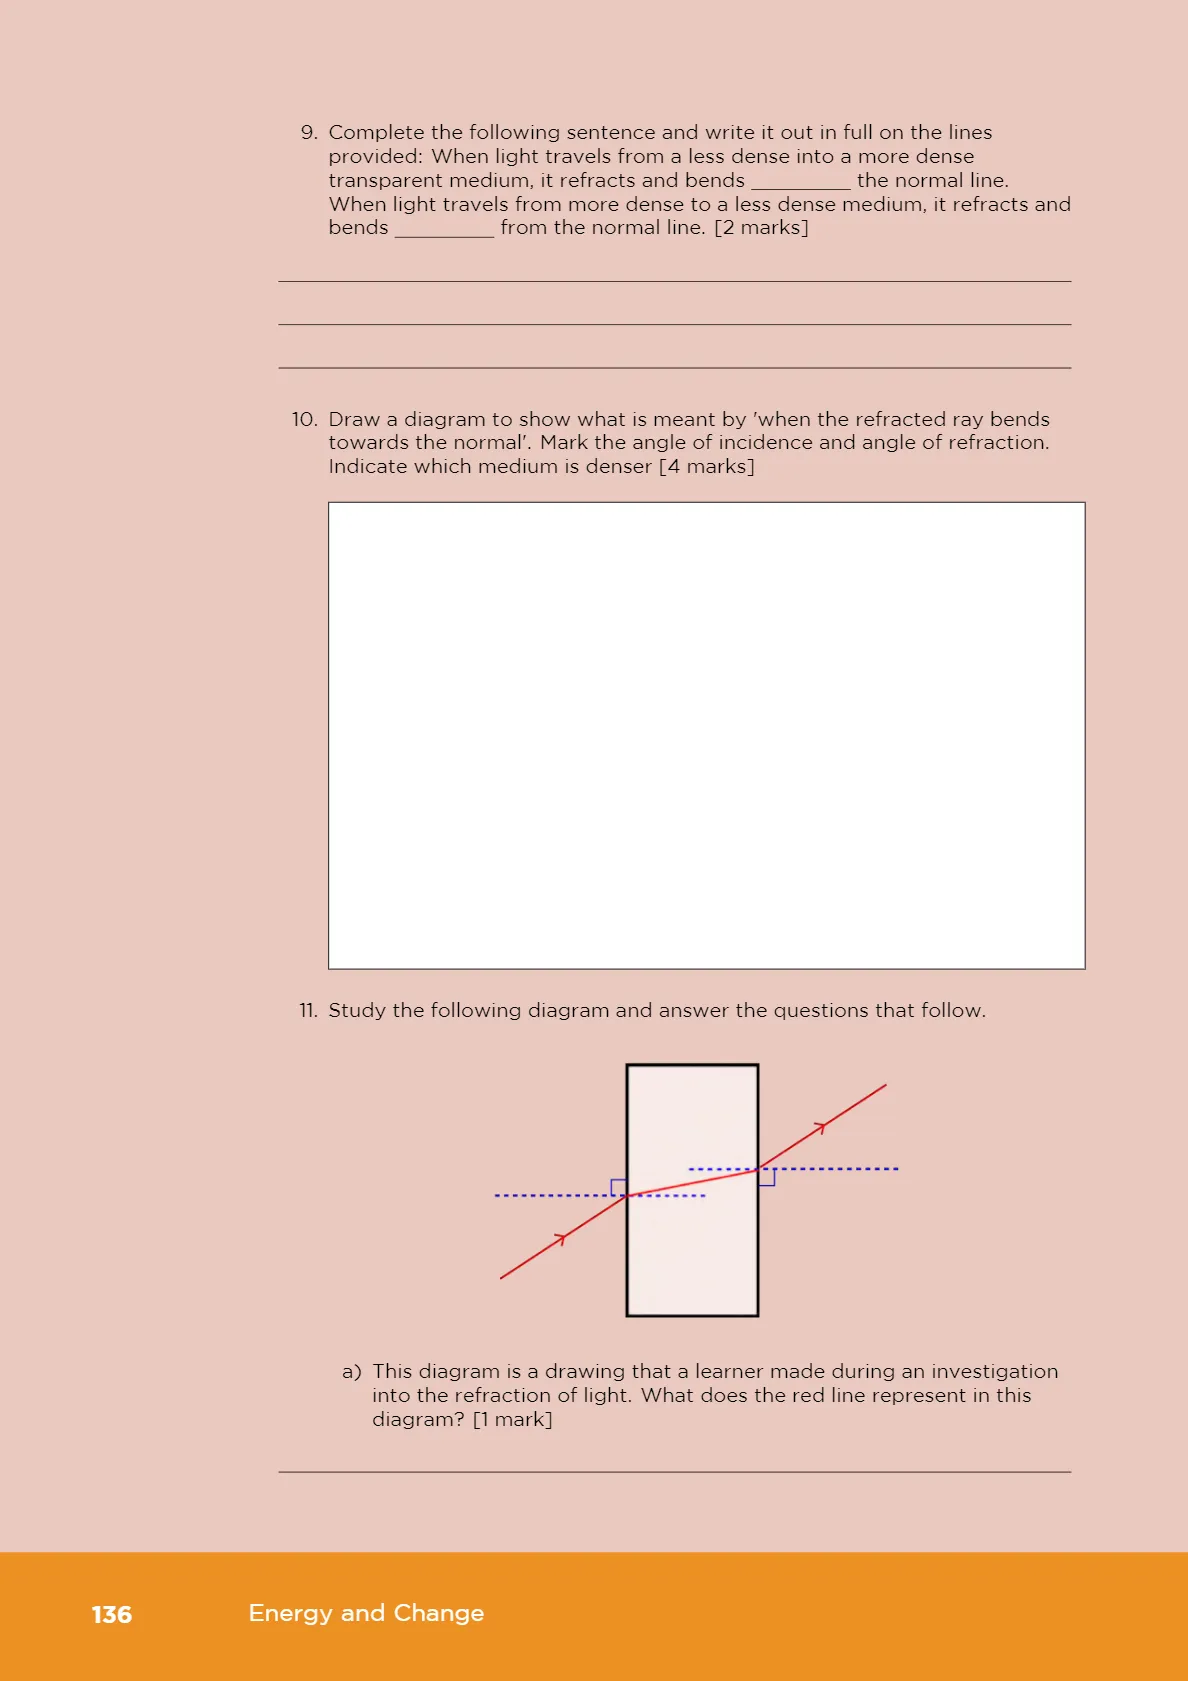 9. Complete the following sentence and write it out in full on the lines
provided: When light travels from a less dense into a more dense
transparent medium, it refracts and bends _________ the normal line.
When light travels from more dense to a less dense medium, it refracts and
bends _________ from the normal line. [2 marks]
10. Draw a diagram to show what is meant by 'when the refracted ray bends
towards the normal'. Mark the angle of incidence and angle of refraction.
Indicate which medium is denser [4 marks]
11. Study the following diagram and answer the questions that follow.
a) This diagram is a drawing that a learner made during an investigation
into the refraction of light. What does the red line represent in this
diagram? [1 mark]
136 Energy and Change